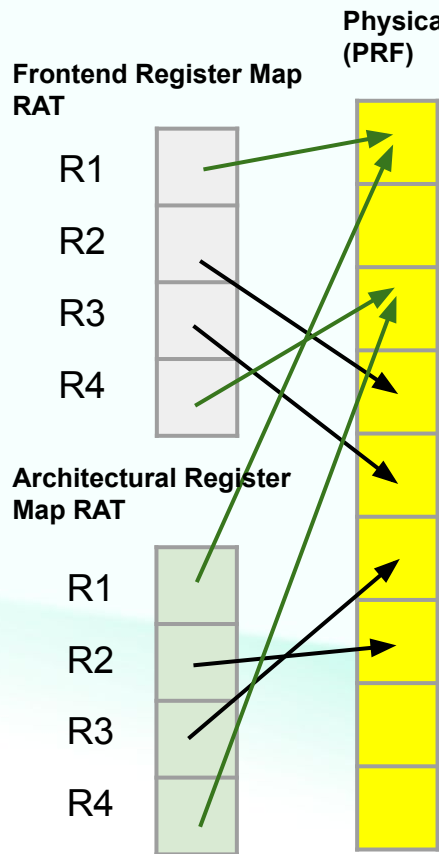 Physica
(PRF)
Frontend Register Map
RAT
R1
R2
R3
R4
Architectural Register
Map RAT
R1
R2
R3
R4